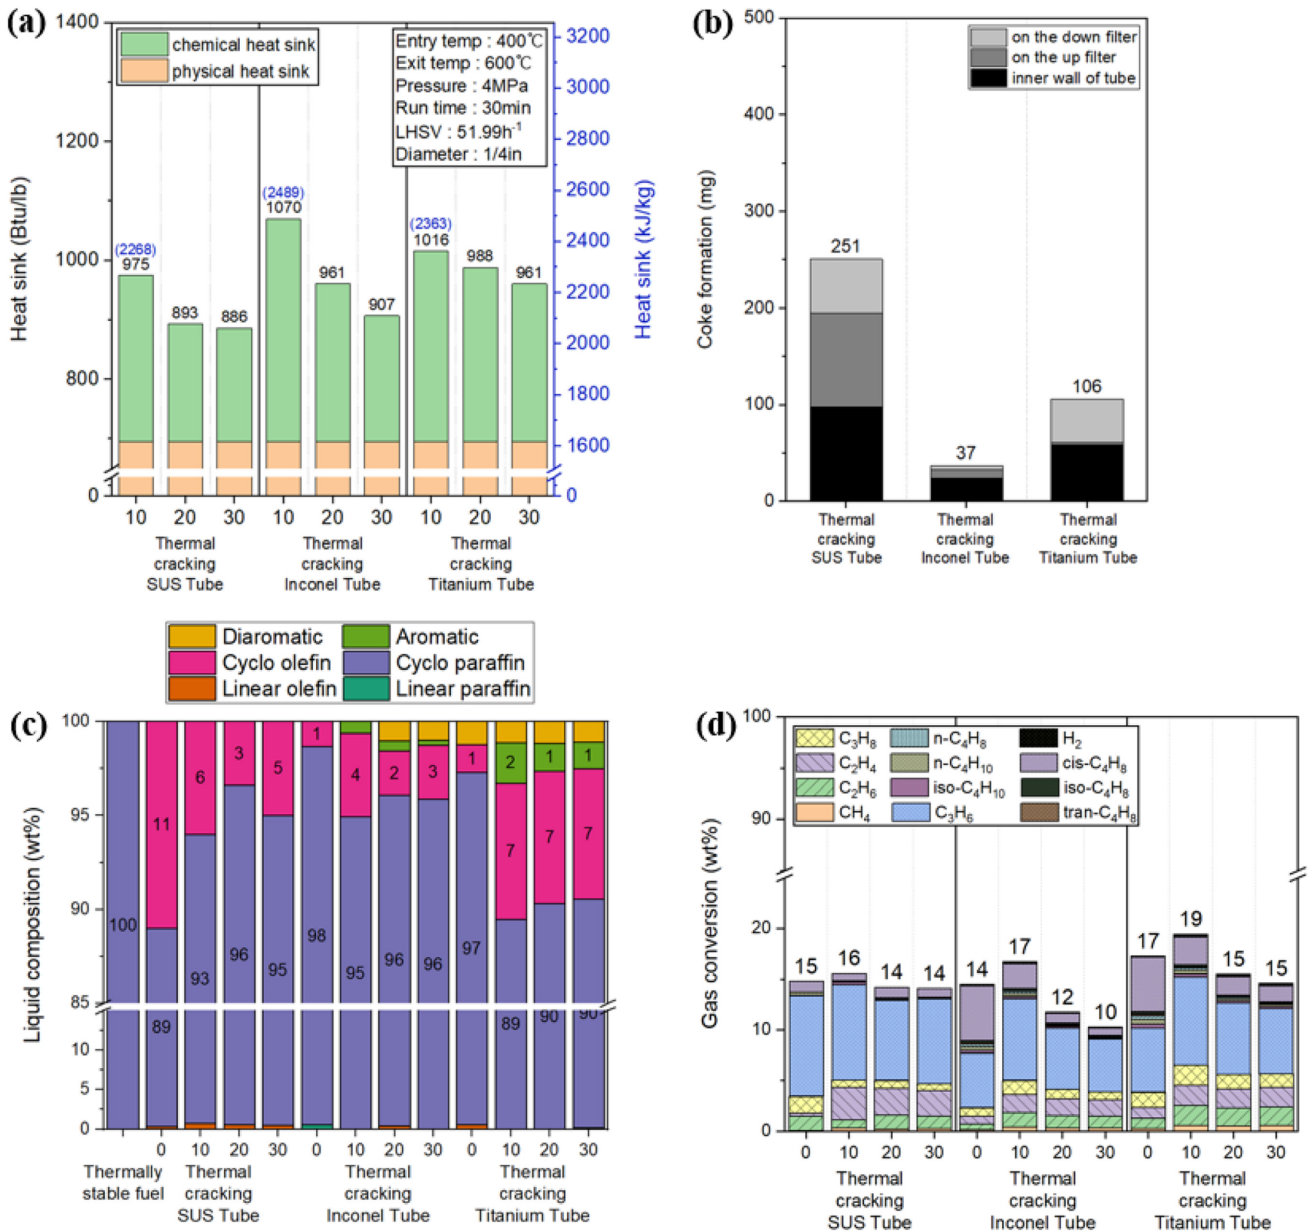 (a)
1400
1200
1000
800
0
Heat sink (Btu/lb)
chemical heat sink
physical heat sink
Entry temp : 400℃
Exit temp : 600℃
Pressure : 4MPa
Run time : 30min
LHSV : 51.99h⁻¹
Diameter : 1/4in
(2268)
975
893
886
(2489)
1070
961
907
(2363)
1016
988
961
3200
3000
2800
2600
2400
2200
2000
1800
1600
0
Heat sink (kJ/kg)
10 20 30 10 20 30 10 20 30
Thermal cracking SUS Tube
Thermal cracking Inconel Tube
Thermal cracking Titanium Tube
(b)
500
400
300
200
100
0
Coke formation (mg)
on the down filter
on the up filter
inner wall of tube
251
37
106
Thermal cracking SUS Tube
Thermal cracking Inconel Tube
Thermal cracking Titanium Tube
Diaromatic Aromatic
Cyclo olefin Cyclo paraffin
Linear olefin Linear paraffin
(c)
100
95
90
85
10
5
0
Liquid composition (wt%)
11 6 3 5 1 4 2 3 1 2 1 1
7 7 7
100 89 93 96 95 98 95 96 96 97 89 90 90
0 10 20 30 0 10 20 30 0 10 20 30
Thermally stable fuel
Thermal cracking SUS Tube
Thermal cracking Inconel Tube
Thermal cracking Titanium Tube
(d)
100
90
20
10
0
Gas conversion (wt%)
C₃H₈ n-C₄H₈ H₂
C₂H₄ n-C₄H₁₀ cis-C₄H₈
C₂H₆ iso-C₄H₁₀ iso-C₄H₈
CH₄ C₃H₆ tran-C₄H₈
15 16 14 14 14 17 12 10 17 19 15 15
0 10 20 30 0 10 20 30 0 10 20 30
Thermal cracking SUS Tube
Thermal cracking Inconel Tube
Thermal cracking Titanium Tube